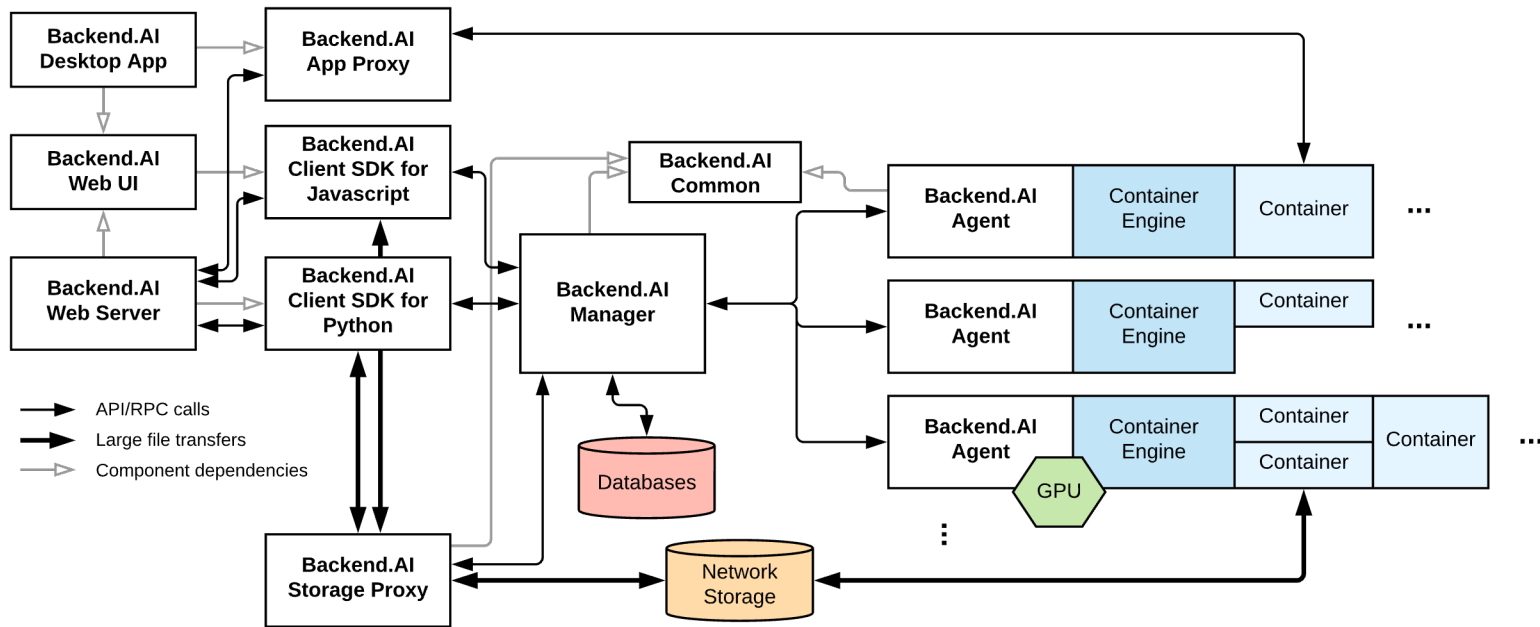 Backend.AI
Desktop App
Backend.AI
App Proxy
Backend.AI
Web UI
Backend.AI
Client SDK for
Javascript
Backend.AI
Common
Backend.AI
Agent
Container
Engine
Container
...
Backend.AI
Web Server
Backend.AI
Client SDK for
Python
Backend.AI
Manager
Backend.AI
Agent
Container
Engine
Container
...
API/RPC calls
Large file transfers
Component dependencies
Databases
Backend.AI
Agent
Container
Engine
Container
Container
Container
...
GPU
...
Backend.AI
Storage Proxy
Network
Storage